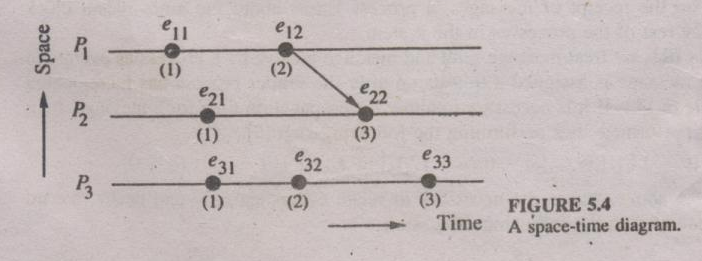 Space
e11 e12
P1
(1) (2)
e21 e22
P2
(1) (3)
e31 e32 e33
P3
(1) (2) (3)
Time
FIGURE 5.4
A space-time diagram.